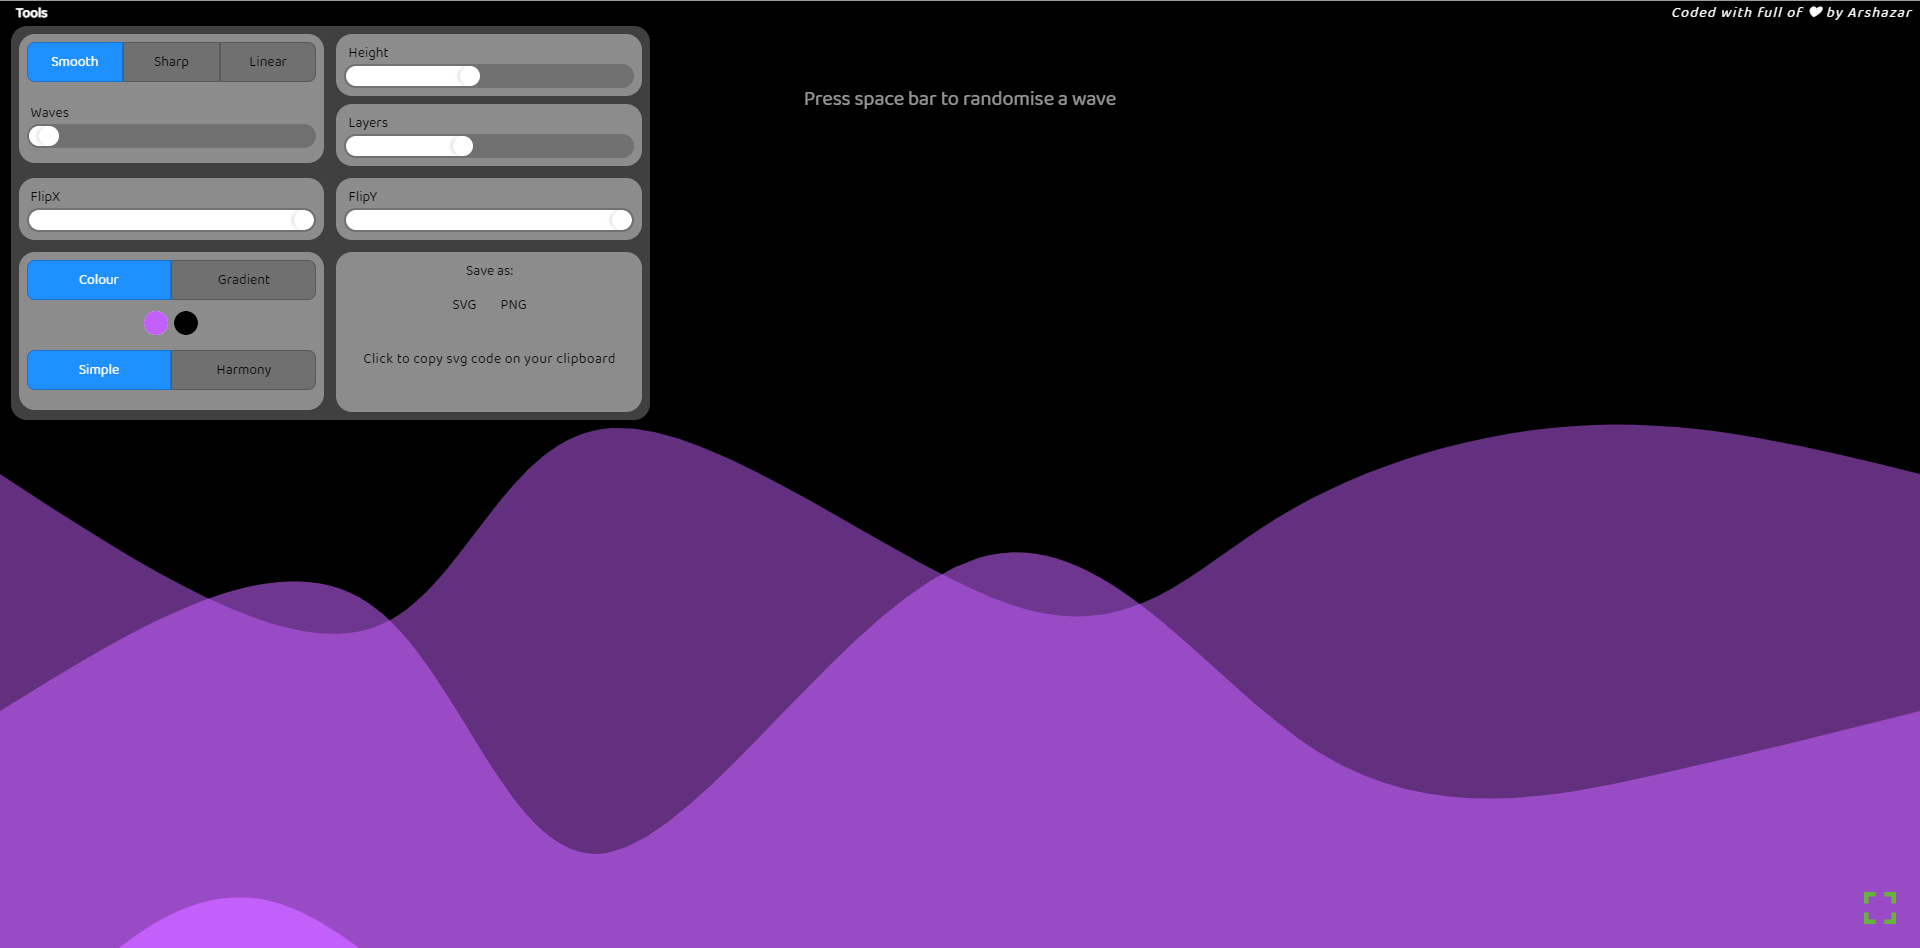 Tools
Coded with full of by Arshazar
Smooth Sharp Linear
Waves
Height
Layers
FlipX
FlipY
Colour Gradient
Simple Harmony
Save as:
SVG PNG
Click to copy svg code on your clipboard
Press space bar to randomise a wave